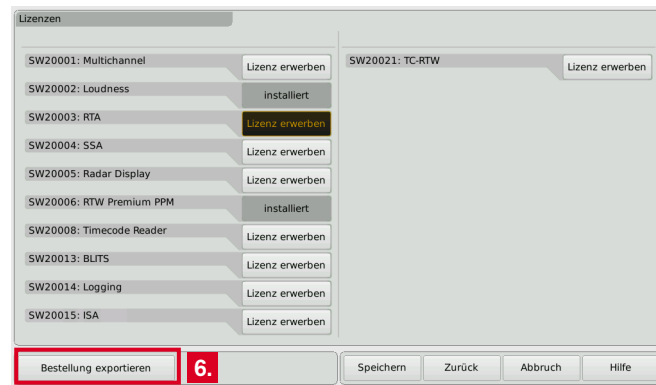 Lizenzen
SW20001: Multichannel Lizenz erwerben
SW20002: Loudness installiert
SW20003: RTA Lizenz erwerben
SW20004: SSA Lizenz erwerben
SW20005: Radar Display Lizenz erwerben
SW20006: RTW Premium PPM installiert
SW20008: Timecode Reader Lizenz erwerben
SW20013: BLITS Lizenz erwerben
SW20014: Logging Lizenz erwerben
SW20015: ISA Lizenz erwerben
SW20021: TC-RTW Lizenz erwerben
Bestellung exportieren 6. Speichern Zurück Abbruch Hilfe